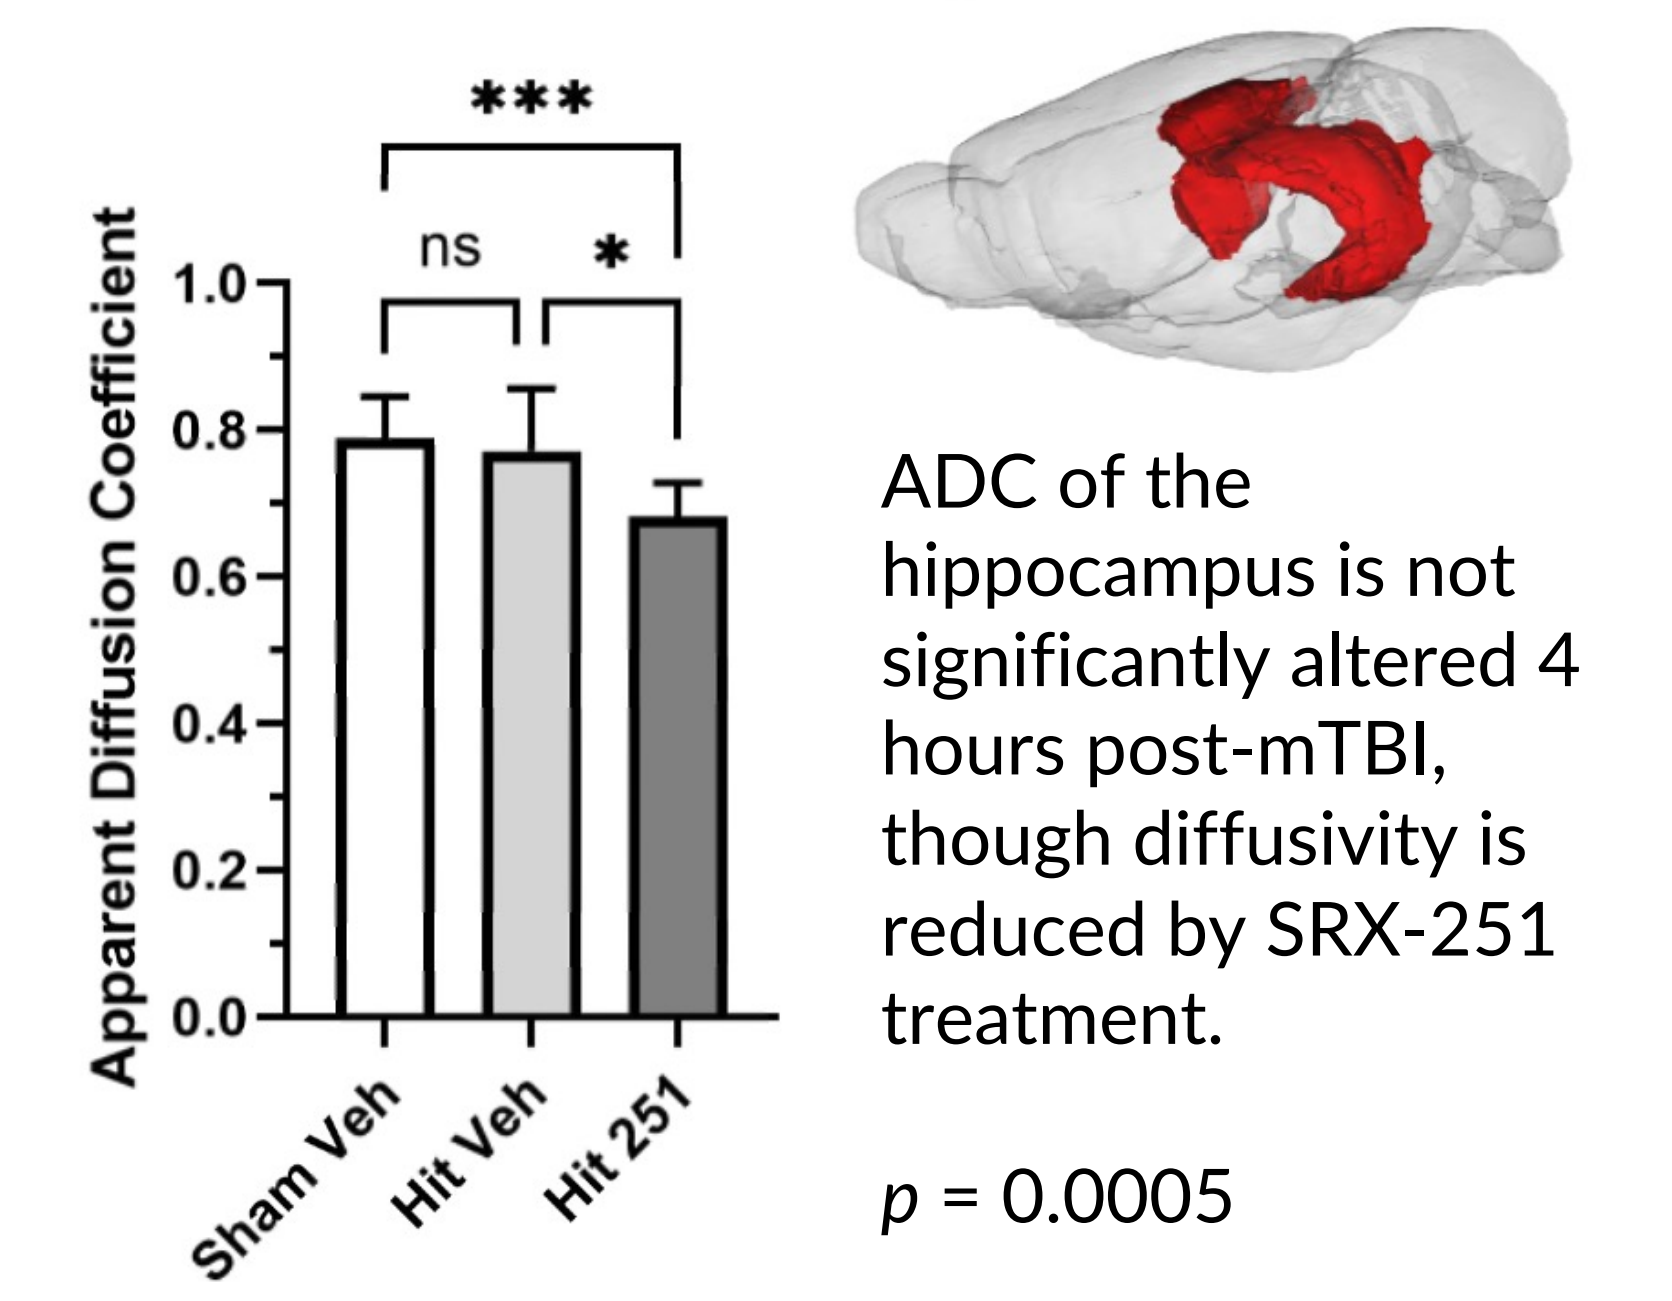 ***
ns
*
Apparent Diffusion Coefficient
1.0
0.8
0.6
0.4
0.2
0.0
Sham Veh
Hit Veh
Hit 251
ADC of the
hippocampus is not
significantly altered 4
hours post-mTBI,
though diffusivity is
reduced by SRX-251
treatment.
p = 0.0005